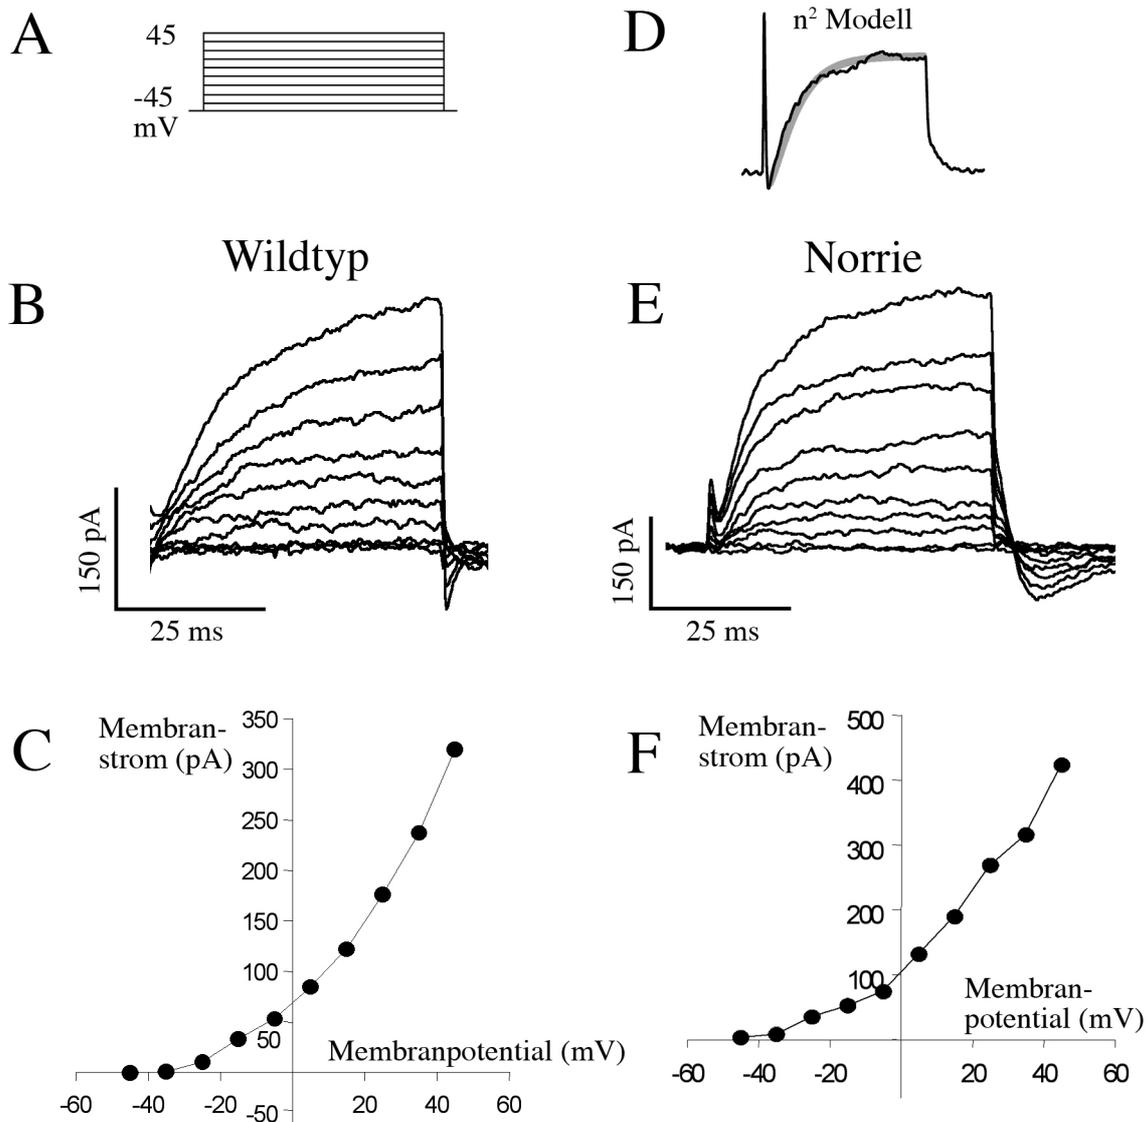 A
45
-45
mV
D
n² Modell
Wildtyp
B
150 pA
25 ms
Norrie
E
150 pA
25 ms
C
Membran-
strom (pA)
350
300
250
200
150
100
50
-50
Membranpotential (mV)
-60
-40
-20
20
40
60
F
Membran-
strom (pA)
500
400
300
200
100
Membran-
potential (mV)
-60
-40
-20
20
40
60